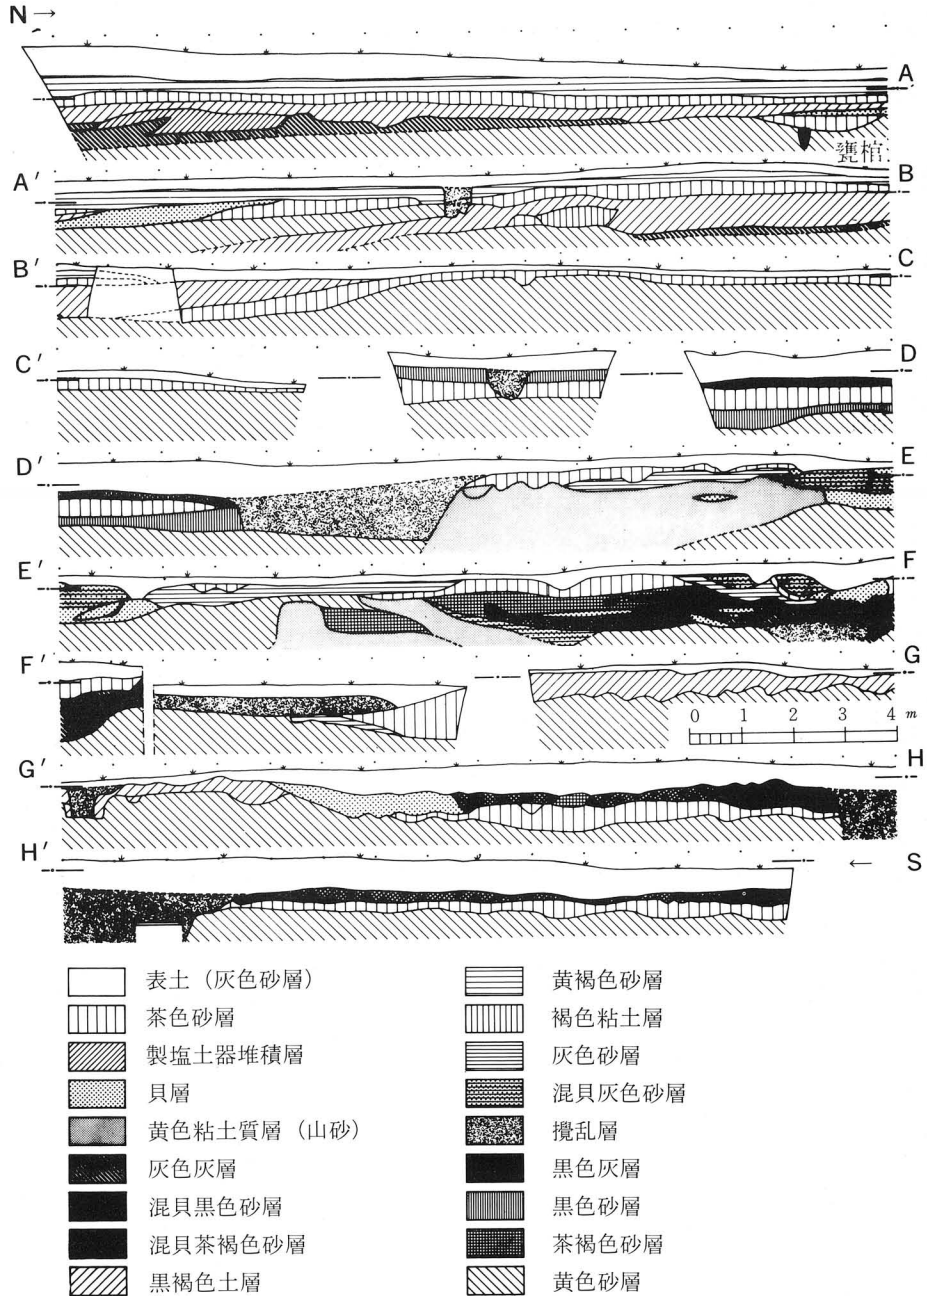 N →
A
甕棺
A′
B
B′
C
C′
D
D′
E
E′
F
F′
G
0 1 2 3 4 m
G′
H
H′
← S
表土（灰色砂層）
茶色砂層
製塩土器堆積層
貝層
黄色粘土質層（山砂）
灰色灰層
混貝黒色砂層
混貝茶褐色砂層
黒褐色土層
黄褐色砂層
褐色粘土層
灰色砂層
混貝灰色砂層
攪乱層
黒色灰層
黒色砂層
茶褐色砂層
黄色砂層